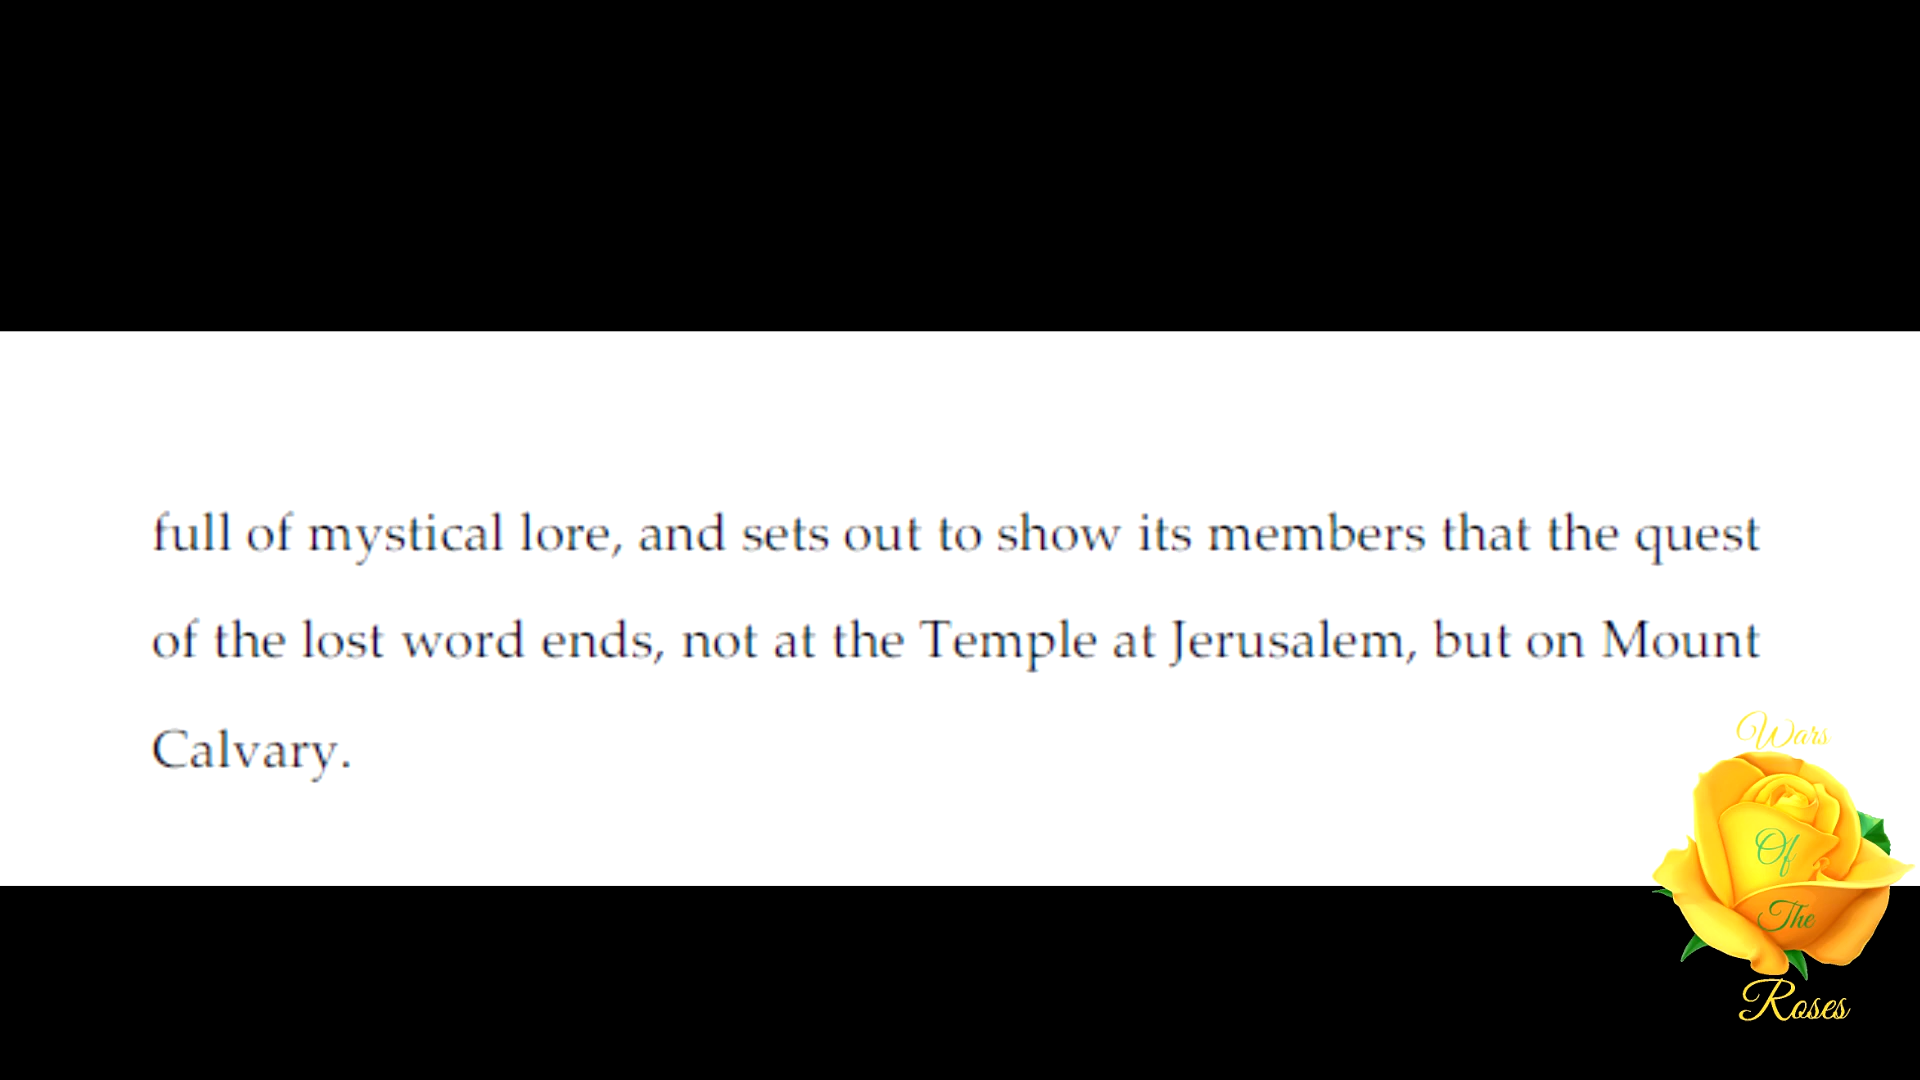 full of mystical lore, and sets out to show its members that the quest
of the lost word ends, not at the Temple at Jerusalem, but on Mount
Calvary.
Wars
Of
The
Roses